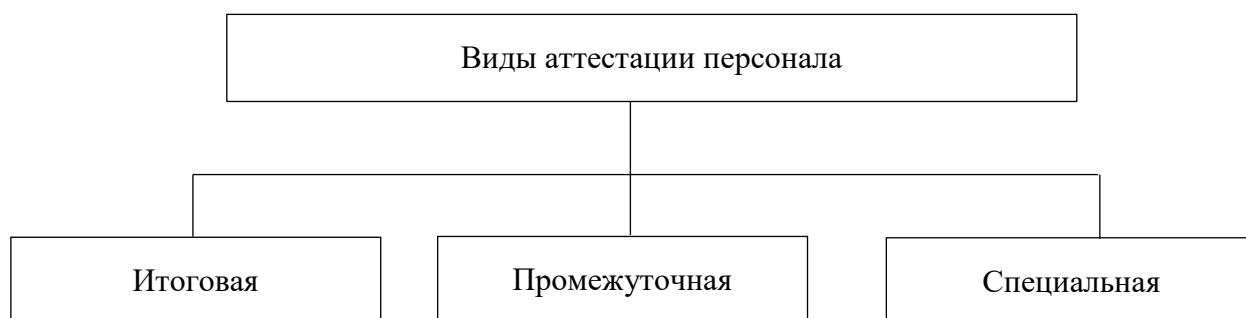 Виды аттестации персонала
Итоговая
Промежуточная
Специальная